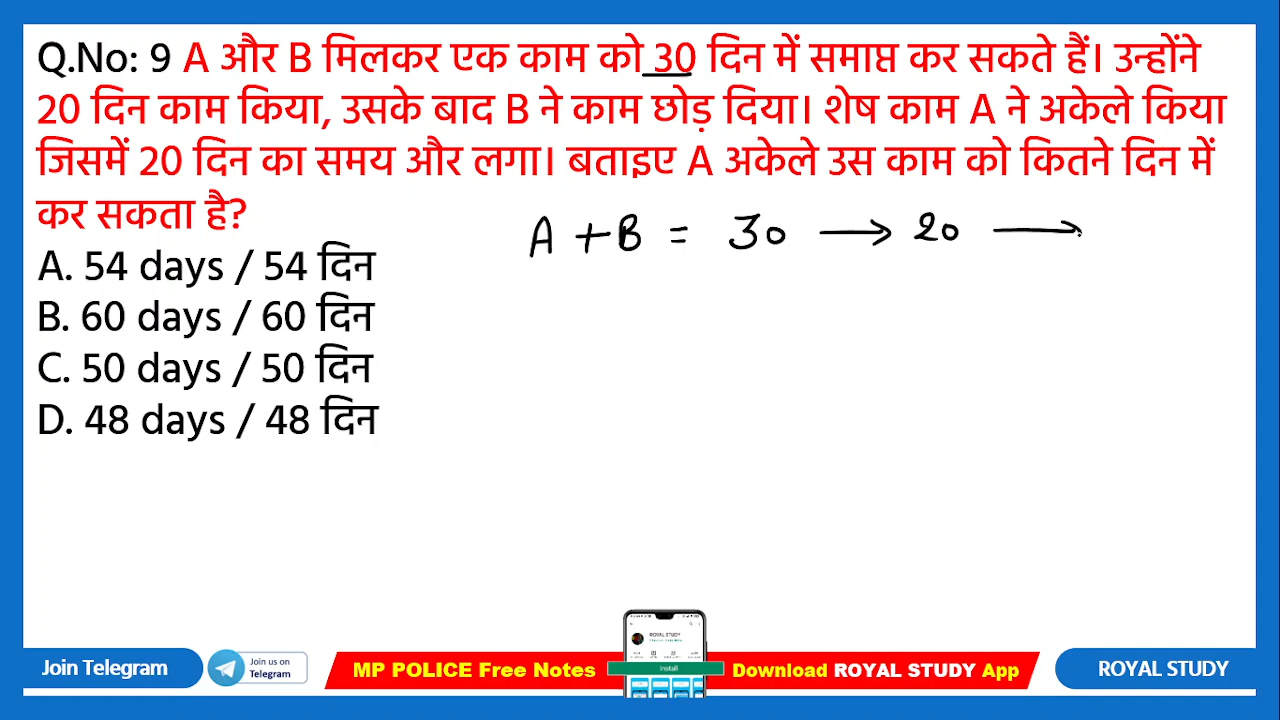 Q.No: 9 A और B मिलकर एक काम को 30 दिन में समाप्त कर सकते हैं। उन्होंने
20 दिन काम किया, उसके बाद B ने काम छोड़ दिया। शेष काम A ने अकेले किया
जिसमें 20 दिन का समय और लगा। बताइए A अकेले उस काम को कितने दिन में
कर सकता है?
A + B = 30 → 20 →
A. 54 days / 54 दिन
B. 60 days / 60 दिन
C. 50 days / 50 दिन
D. 48 days / 48 दिन
Join Telegram
Join us on
Telegram
MP POLICE Free Notes
ROYAL STUDY
Install
Download ROYAL STUDY App
ROYAL STUDY